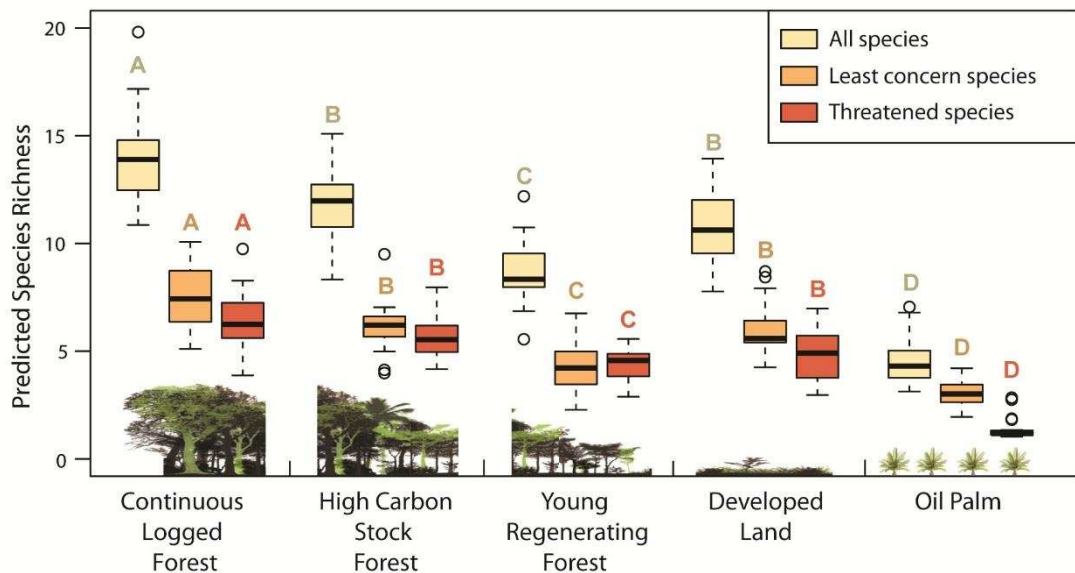 Predicted Species Richness
20
15
10
5
0
All species
Least concern species
Threatened species
A
A
A
B
B
B
C
C
C
B
B
B
D
D
D
Continuous
Logged
Forest
High Carbon
Stock
Forest
Young
Regenerating
Forest
Developed
Land
Oil Palm